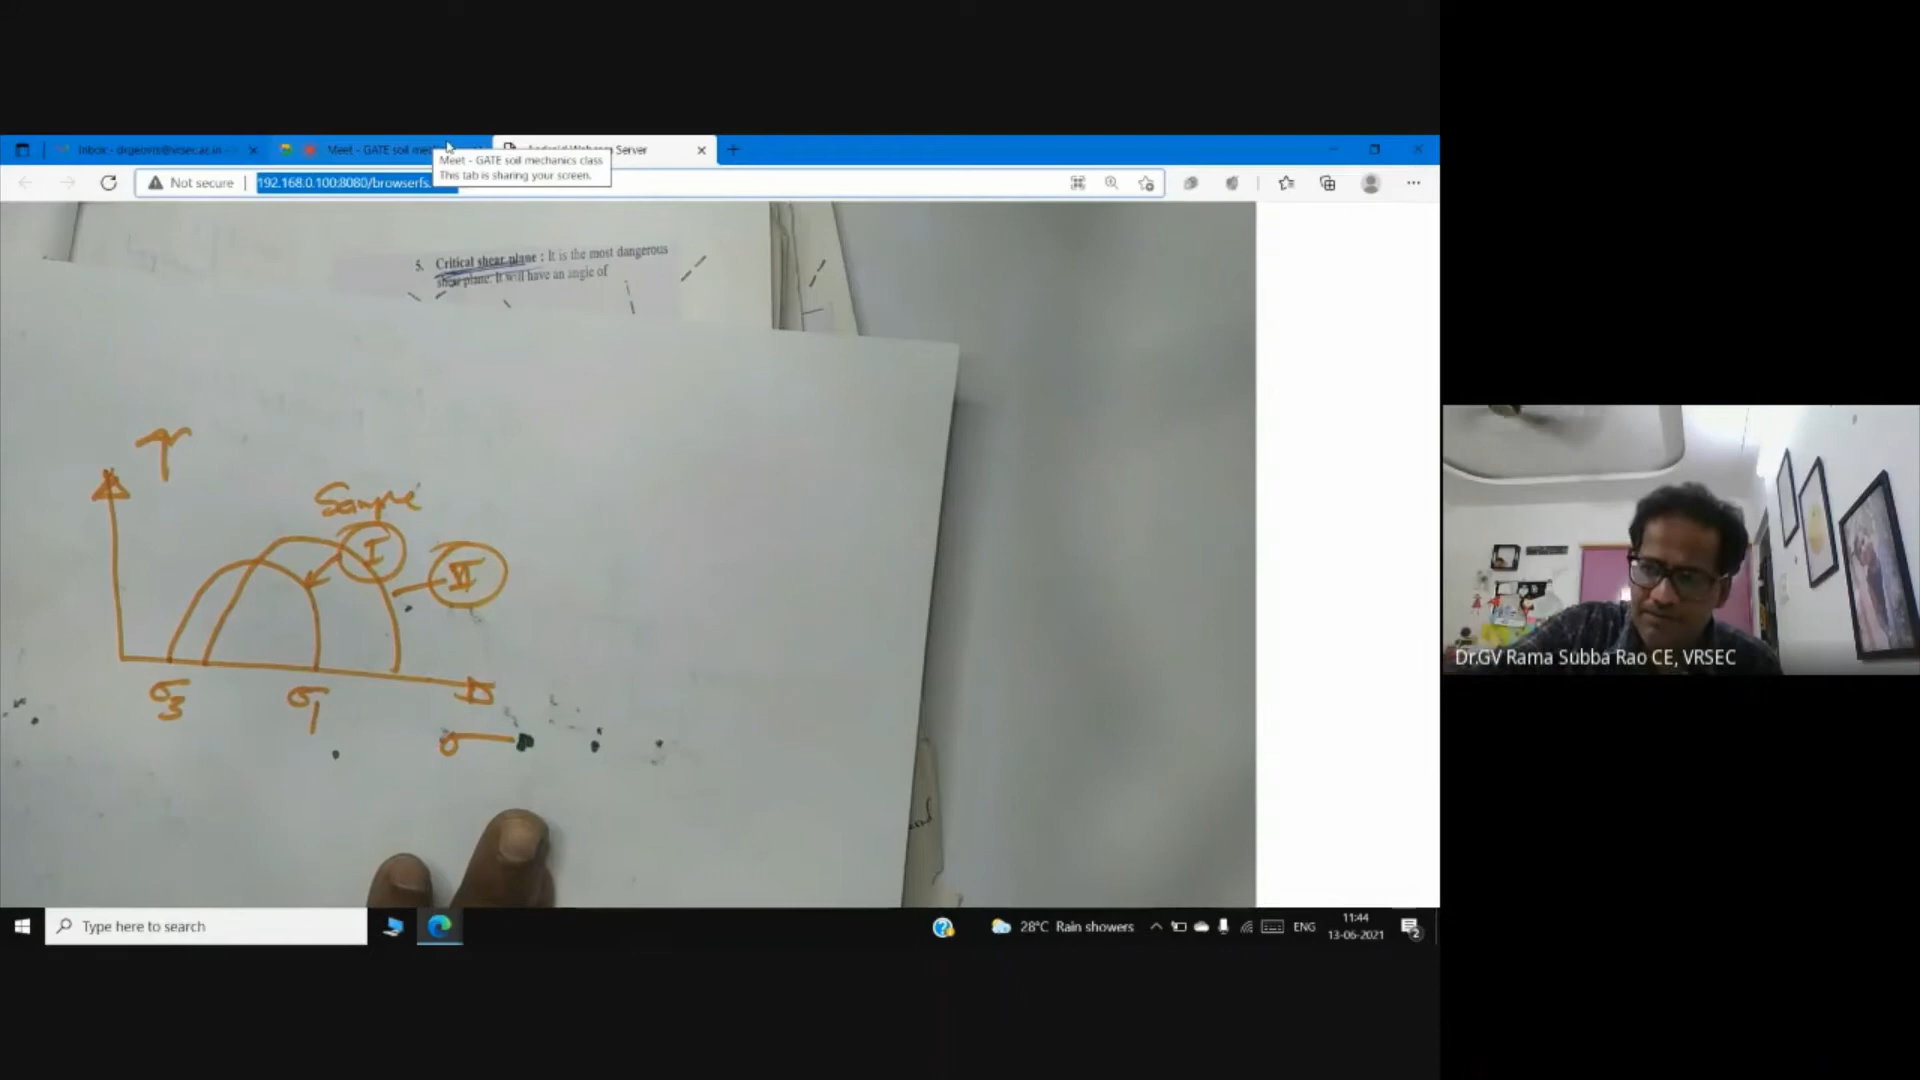 Inbox - drgeovrs@vrsec.ac.in -
Meet - GATE soil me
Server
Meet - GATE soil mechanics class
This tab is sharing your screen.
Not secure
192.168.0.100:8080/browserfs.
5. Critical shear plane : It is the most dangerous
shear plane. It will have an angle of
τ
Sample
I
II
σ3
σ1
σ
Dr.GV Rama Subba Rao CE, VRSEC
Type here to search
28°C Rain showers
ENG
11:44
13-06-2021
2